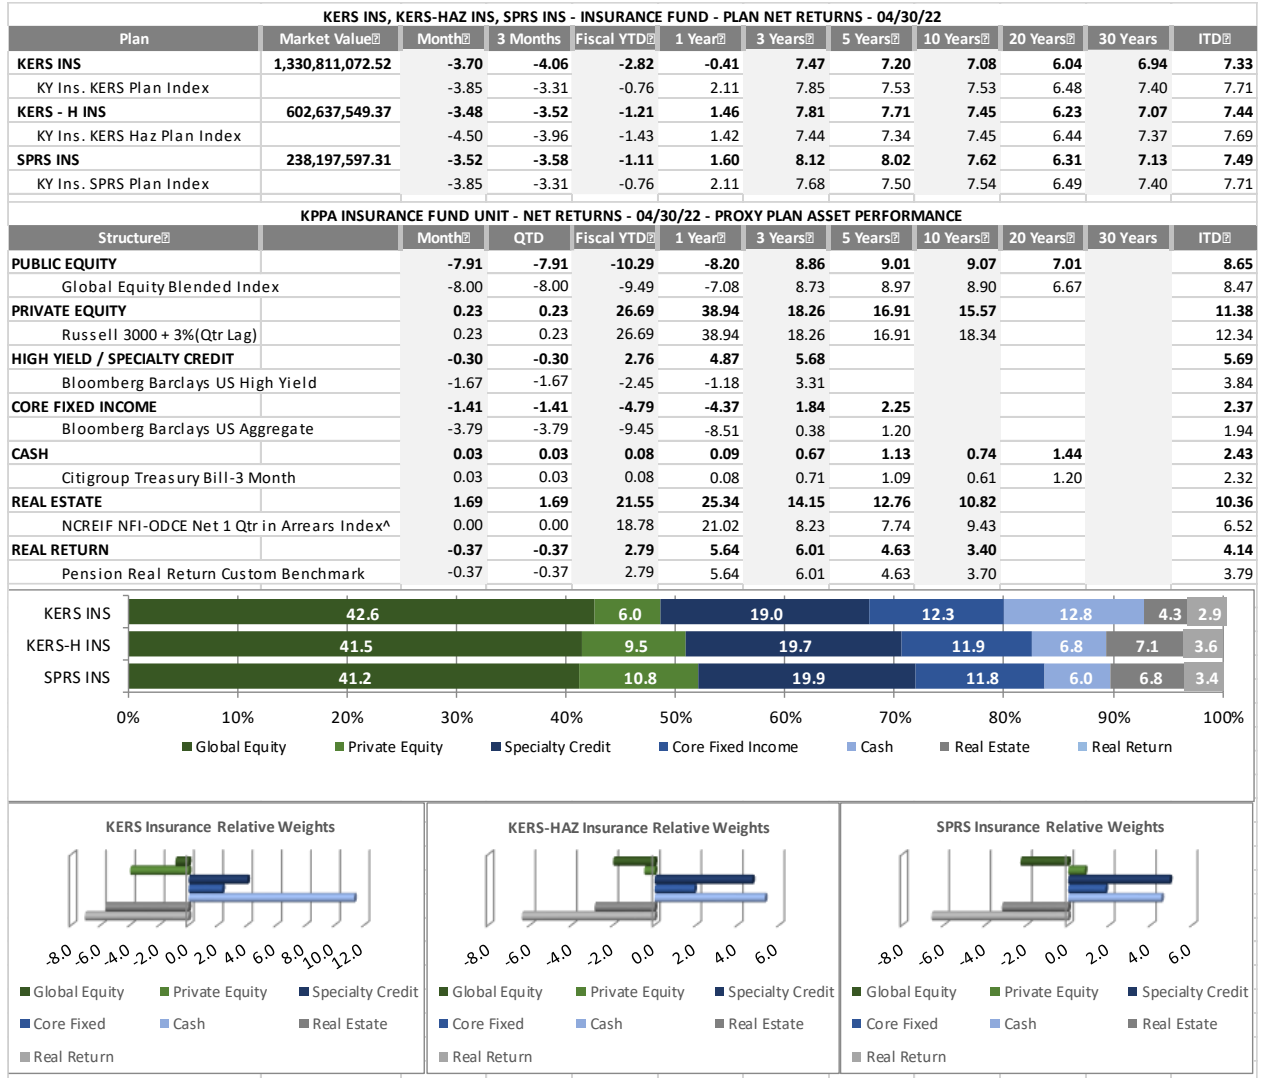 KERS INS, KERS-HAZ INS, SPRS INS - INSURANCE FUND - PLAN NET RETURNS - 04/30/22
Plan Market Value Month 3 Months Fiscal YTD 1 Year 3 Years 5 Years 10 Years 20 Years 30 Years ITD
KERS INS 1,330,811,072.52 -3.70 -4.06 -2.82 -0.41 7.47 7.20 7.08 6.04 6.94 7.33
KY Ins. KERS Plan Index -3.85 -3.31 -0.76 2.11 7.85 7.53 7.53 6.48 7.40 7.71
KERS - H INS 602,637,549.37 -3.48 -3.52 -1.21 1.46 7.81 7.71 7.45 6.23 7.07 7.44
KY Ins. KERS Haz Plan Index -4.50 -3.96 -1.43 1.42 7.44 7.34 7.45 6.44 7.37 7.69
SPRS INS 238,197,597.31 -3.52 -3.58 -1.11 1.60 8.12 8.02 7.62 6.31 7.13 7.49
KY Ins. SPRS Plan Index -3.85 -3.31 -0.76 2.11 7.68 7.50 7.54 6.49 7.40 7.71
KPPA INSURANCE FUND UNIT - NET RETURNS - 04/30/22 - PROXY PLAN ASSET PERFORMANCE
Structure Month QTD Fiscal YTD 1 Year 3 Years 5 Years 10 Years 20 Years 30 Years ITD
PUBLIC EQUITY -7.91 -7.91 -10.29 -8.20 8.86 9.01 9.07 7.01 8.65
Global Equity Blended Index -8.00 -8.00 -9.49 -7.08 8.73 8.97 8.90 6.67 8.47
PRIVATE EQUITY 0.23 0.23 26.69 38.94 18.26 16.91 15.57 11.38
Russell 3000 + 3%(Qtr Lag) 0.23 0.23 26.69 38.94 18.26 16.91 18.34 12.34
HIGH YIELD / SPECIALTY CREDIT -0.30 -0.30 2.76 4.87 5.68 5.69
Bloomberg Barclays US High Yield -1.67 -1.67 -2.45 -1.18 3.31 3.84
CORE FIXED INCOME -1.41 -1.41 -4.79 -4.37 1.84 2.25 2.37
Bloomberg Barclays US Aggregate -3.79 -3.79 -9.45 -8.51 0.38 1.20 1.94
CASH 0.03 0.03 0.08 0.09 0.67 1.13 0.74 1.44 2.43
Citigroup Treasury Bill-3 Month 0.03 0.03 0.08 0.08 0.71 1.09 0.61 1.20 2.32
REAL ESTATE 1.69 1.69 21.55 25.34 14.15 12.76 10.82 10.36
NCREIF NFI-ODCE Net 1 Qtr in Arrears Index^ 0.00 0.00 18.78 21.02 8.23 7.74 9.43 6.52
REAL RETURN -0.37 -0.37 2.79 5.64 6.01 4.63 3.40 4.14
Pension Real Return Custom Benchmark -0.37 -0.37 2.79 5.64 6.01 4.63 3.70 3.79
KERS INS 42.6 6.0 19.0 12.3 12.8 4.3 2.9
KERS-H INS 41.5 9.5 19.7 11.9 6.8 7.1 3.6
SPRS INS 41.2 10.8 19.9 11.8 6.0 6.8 3.4
0% 10% 20% 30% 40% 50% 60% 70% 80% 90% 100%
Global Equity Private Equity Specialty Credit Core Fixed Income Cash Real Estate Real Return
KERS Insurance Relative Weights
-8.0 -6.0 -4.0 -2.0 0.0 2.0 4.0 6.0 8.0 10.0 12.0
Global Equity Private Equity Specialty Credit
Core Fixed Cash Real Estate
Real Return
KERS-HAZ Insurance Relative Weights
-8.0 -6.0 -4.0 -2.0 0.0 2.0 4.0 6.0
Global Equity Private Equity Specialty Credit
Core Fixed Cash Real Estate
Real Return
SPRS Insurance Relative Weights
-8.0 -6.0 -4.0 -2.0 0.0 2.0 4.0 6.0
Global Equity Private Equity Specialty Credit
Core Fixed Cash Real Estate
Real Return